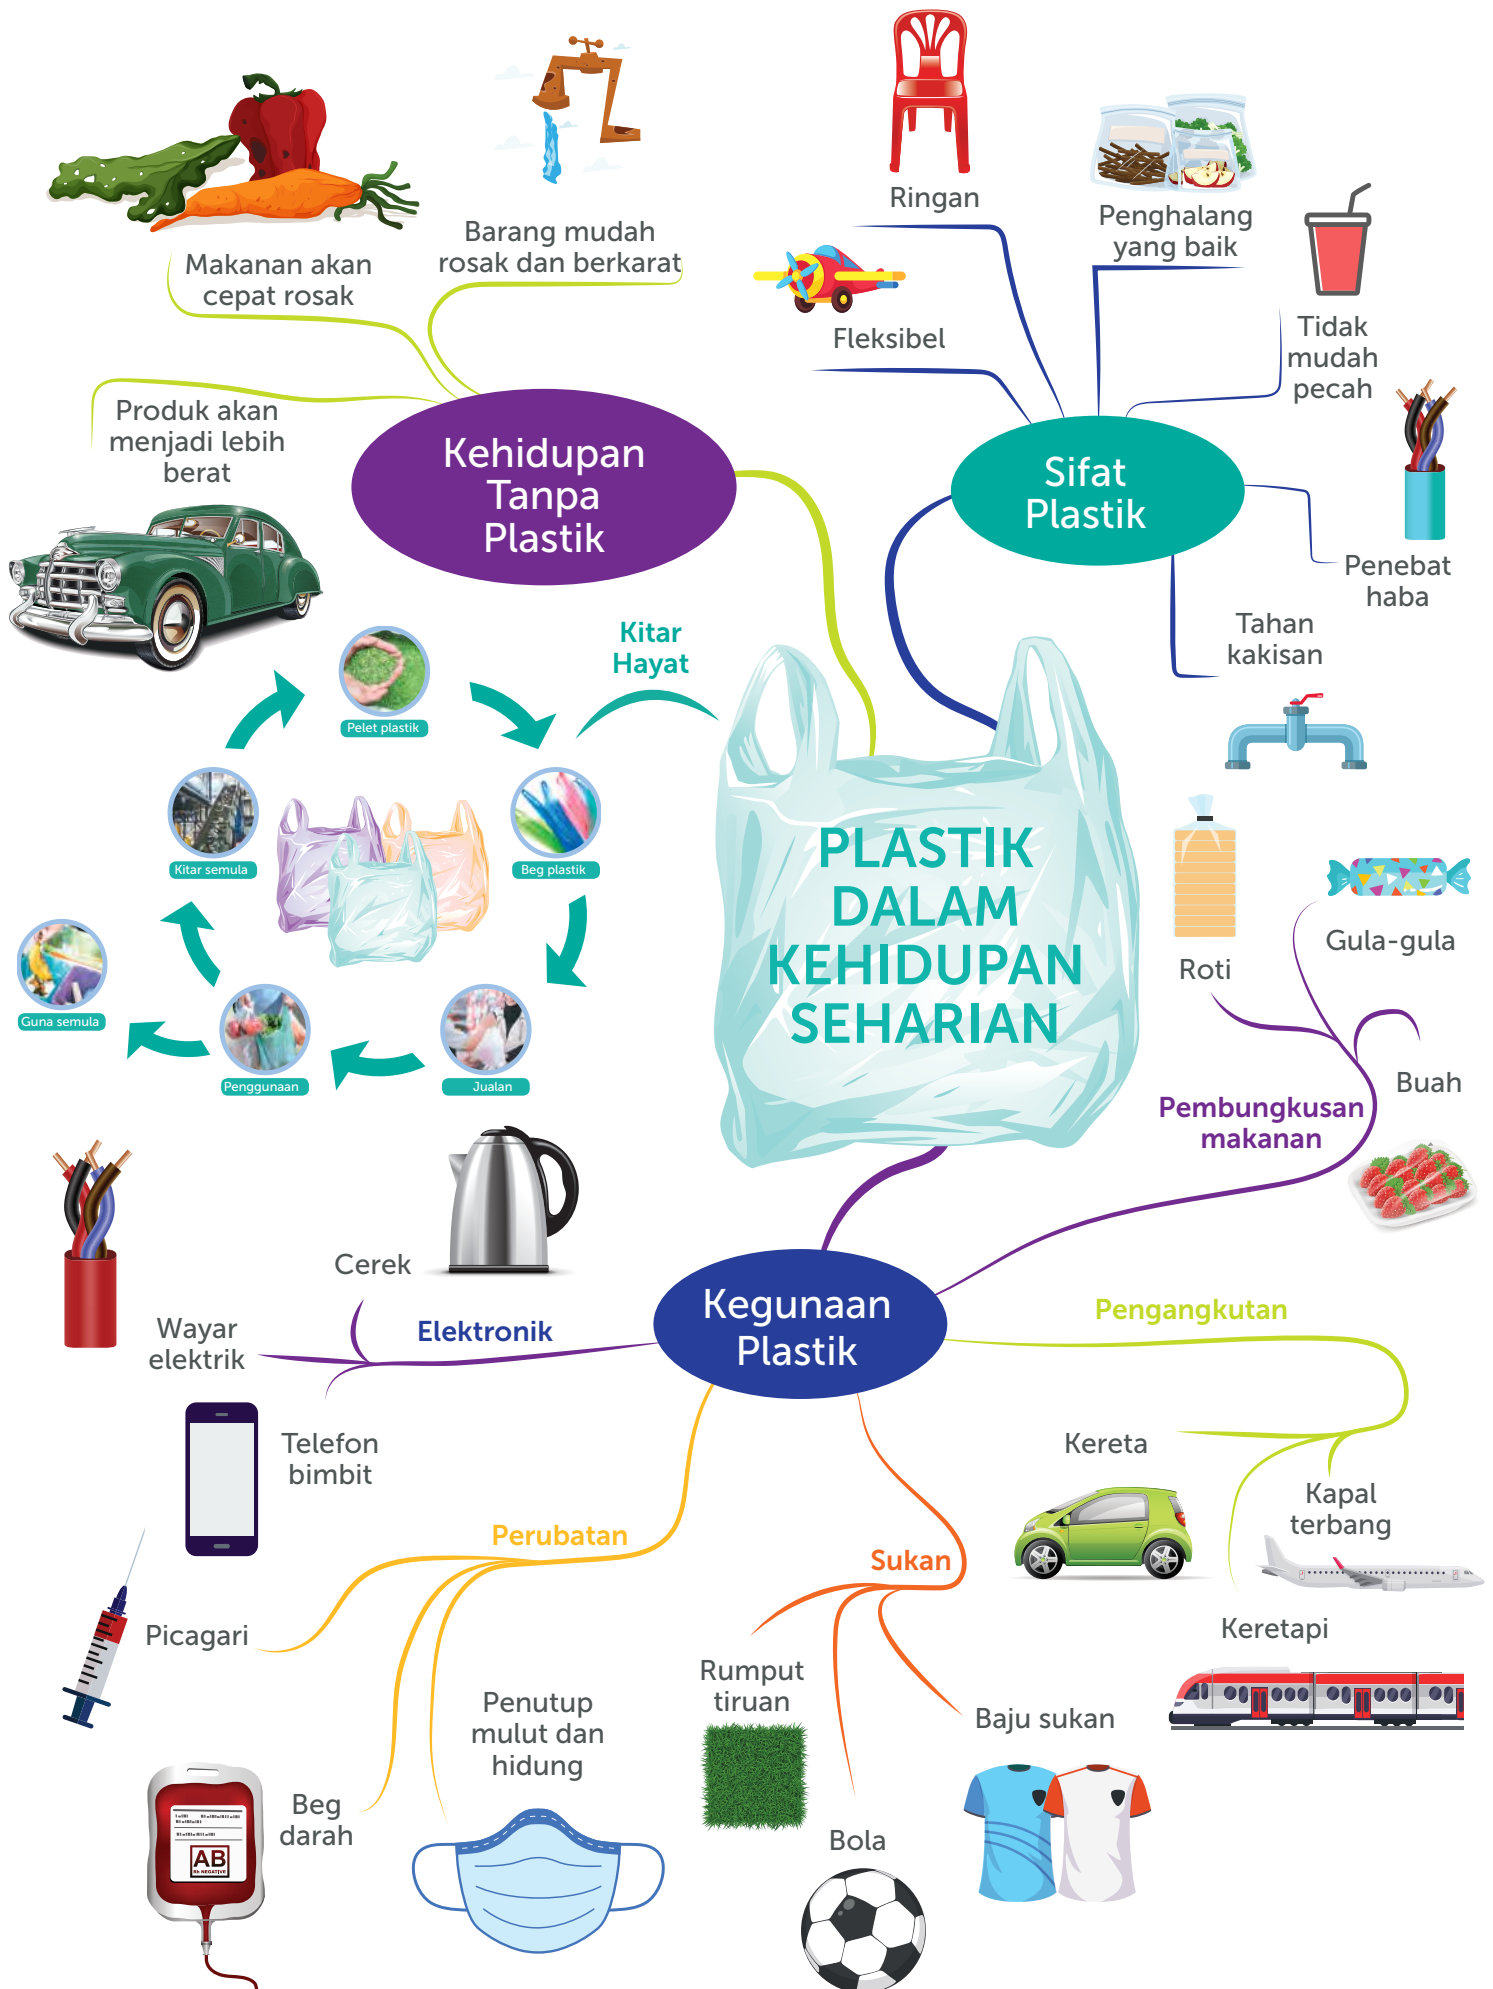 Ringan
Penghalang
yang baik
Barang mudah
rosak dan berkarat
Makanan akan
cepat rosak
Fleksibel
Tidak
mudah
pecah
Produk akan
menjadi lebih
berat
Kehidupan
Tanpa
Plastik
Sifat
Plastik
Penebat
haba
Tahan
kakisan
Kitar
Hayat
Pelet plastik
Beg plastik
Jualan
Penggunaan
Guna semula
Kitar semula
PLASTIK
DALAM
KEHIDUPAN
SEHARIAN
Roti
Gula-gula
Buah
Pembungkusan
makanan
Kegunaan
Plastik
Cerek
Elektronik
Wayar
elektrik
Telefon
bimbit
Pengangkutan
Kereta
Kapal
terbang
Keretapi
Perubatan
Picagari
Beg
darah
Penutup
mulut dan
hidung
Sukan
Rumput
tiruan
Bola
Baju sukan
AB
Rh NEGATIVE